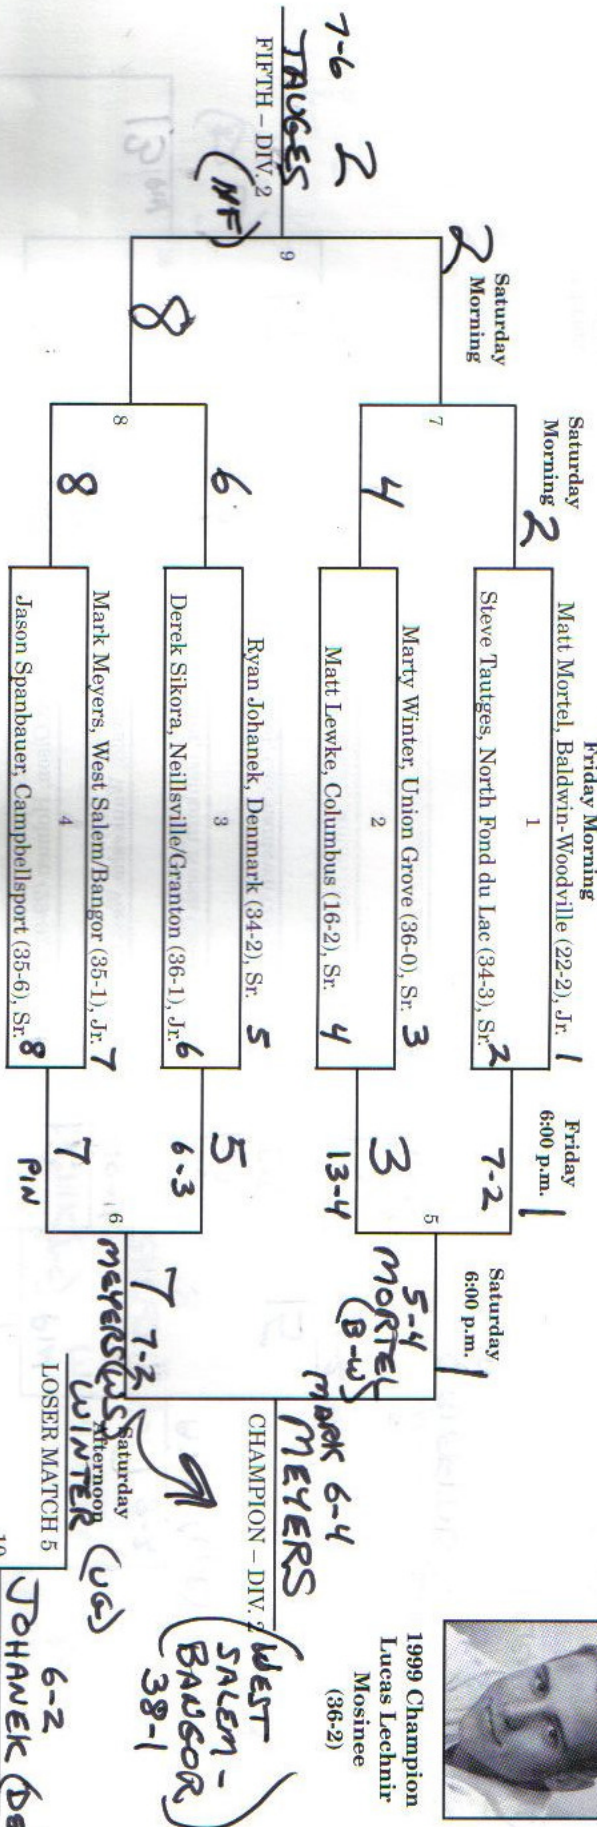 Friday Morning
Saturday
Morning
Saturday
Morning
Friday
6:00 p.m.
Saturday
6:00 p.m.
Matt Mortel, Baldwin-Woodville (22-2), Jr. 1
1
Steve Tautges, North Fond du Lac (34-3), Sr. 2
Marty Winter, Union Grove (36-0), Sr. 3
2
Matt Lewke, Columbus (16-2), Sr. 4
Ryan Johanek, Denmark (34-2), Sr. 5
3
Derek Sikora, Neillsville/Granton (36-1), Jr. 6
Mark Meyers, West Salem/Bangor (35-1), Jr. 7
4
Jason Spanbauer, Campbellsport (35-6), Sr. 8
2
4
6
8
7
8
2
8
9
7-6 2
TAUGES
FIFTH – DIV. 2
(NF)
1
7-2
3
13-4
5
6-3
7
PIN
5
6
1
5-4
MORTEL
(B-W)
7 7-2
MEYERS (WS)
MARK 6-4
MEYERS
CHAMPION – DIV. 2
(WEST
SALEM-
BANGOR)
38-1
1999 Champion
Lucas Lechnir
Mosinee
(36-2)
Saturday
Afternoon
WINTER (UG)
LOSER MATCH 5
10
6-2
JOHANEK (DE